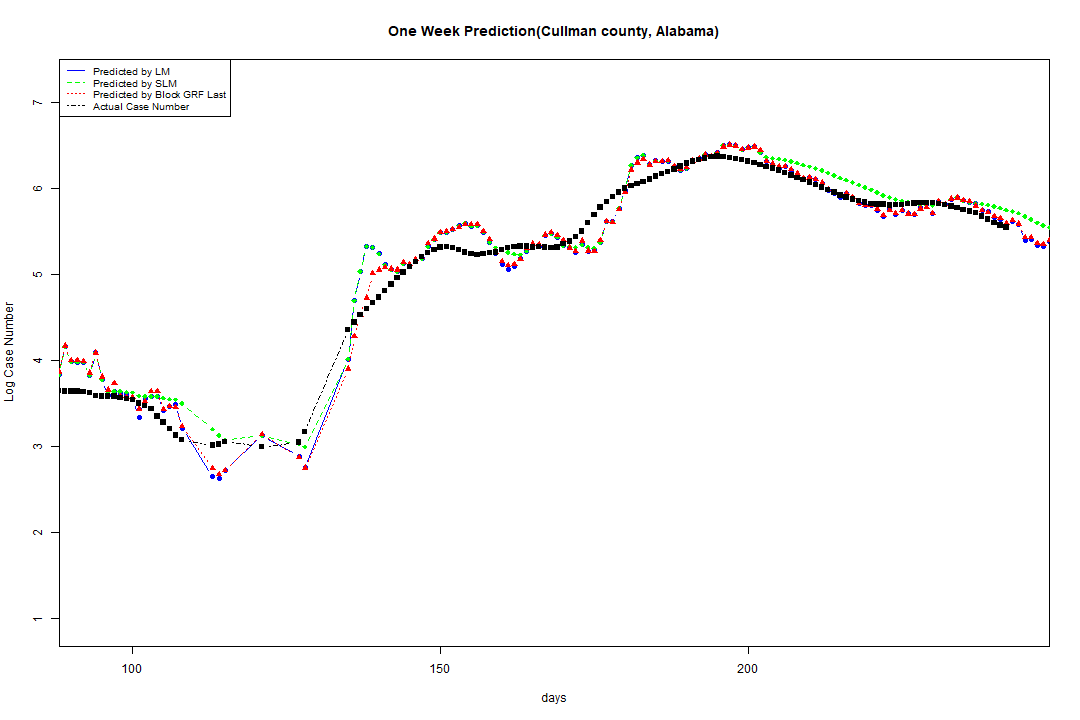 One Week Prediction(Cullman county, Alabama)
Predicted by LM
Predicted by SLM
Predicted by Block GRF Last
Actual Case Number
7
6
5
4
3
2
1
Log Case Number
100 150 200
days